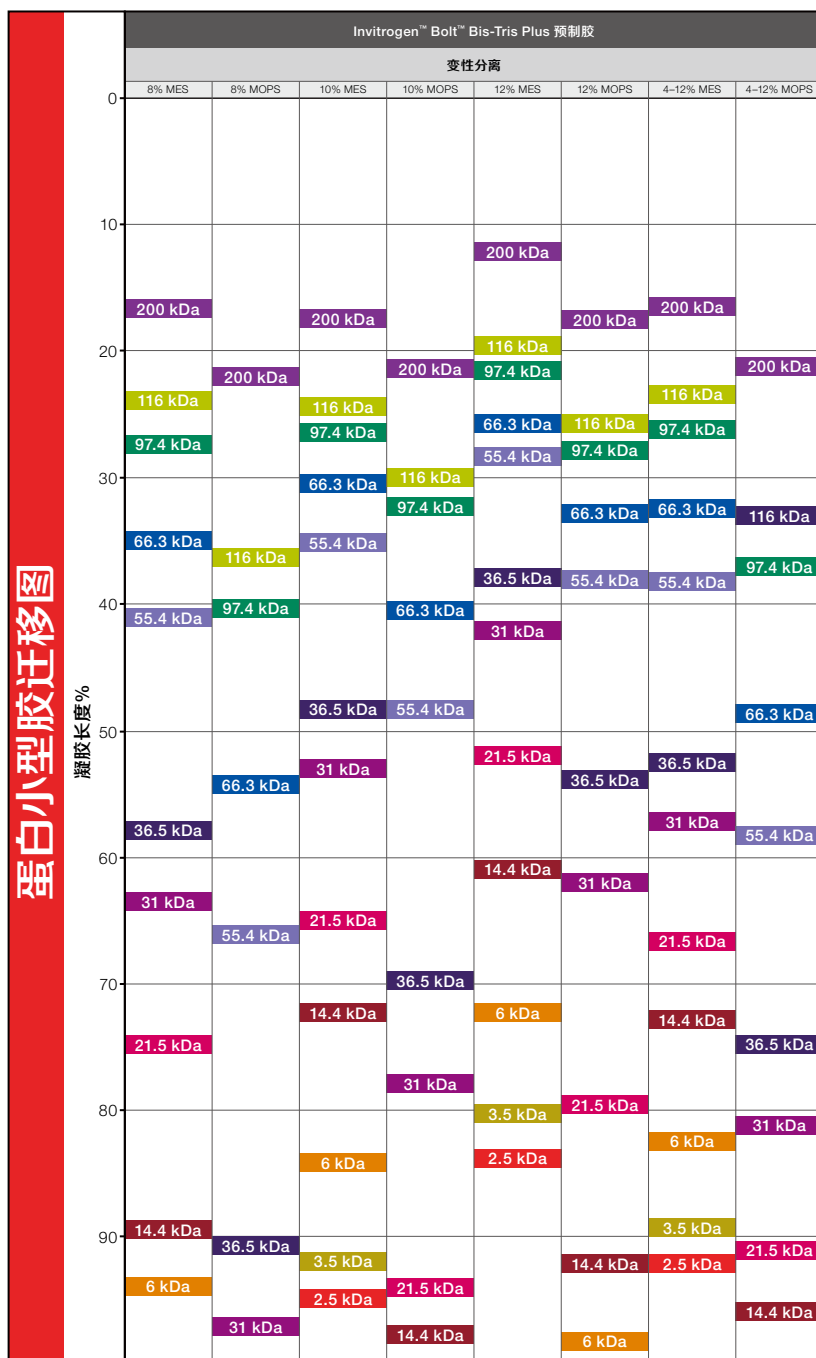 Invitrogen™ Bolt™ Bis-Tris Plus 预制胶
变性分离
8% MES 8% MOPS 10% MES 10% MOPS 12% MES 12% MOPS 4–12% MES 4–12% MOPS
蛋白小型胶迁移图
凝胶长度%
0
10
20
30
40
50
60
70
80
90
200 kDa
116 kDa
97.4 kDa
66.3 kDa
55.4 kDa
36.5 kDa
31 kDa
21.5 kDa
14.4 kDa
6 kDa
200 kDa
116 kDa
97.4 kDa
66.3 kDa
55.4 kDa
36.5 kDa
31 kDa
200 kDa
116 kDa
97.4 kDa
66.3 kDa
55.4 kDa
36.5 kDa
31 kDa
21.5 kDa
14.4 kDa
6 kDa
3.5 kDa
2.5 kDa
200 kDa
116 kDa
97.4 kDa
66.3 kDa
55.4 kDa
36.5 kDa
31 kDa
21.5 kDa
14.4 kDa
200 kDa
116 kDa
97.4 kDa
66.3 kDa
55.4 kDa
36.5 kDa
31 kDa
21.5 kDa
14.4 kDa
6 kDa
3.5 kDa
2.5 kDa
200 kDa
116 kDa
97.4 kDa
66.3 kDa
55.4 kDa
36.5 kDa
31 kDa
21.5 kDa
14.4 kDa
6 kDa
200 kDa
116 kDa
97.4 kDa
66.3 kDa
55.4 kDa
36.5 kDa
31 kDa
21.5 kDa
14.4 kDa
6 kDa
3.5 kDa
2.5 kDa
200 kDa
116 kDa
97.4 kDa
66.3 kDa
55.4 kDa
36.5 kDa
31 kDa
21.5 kDa
14.4 kDa